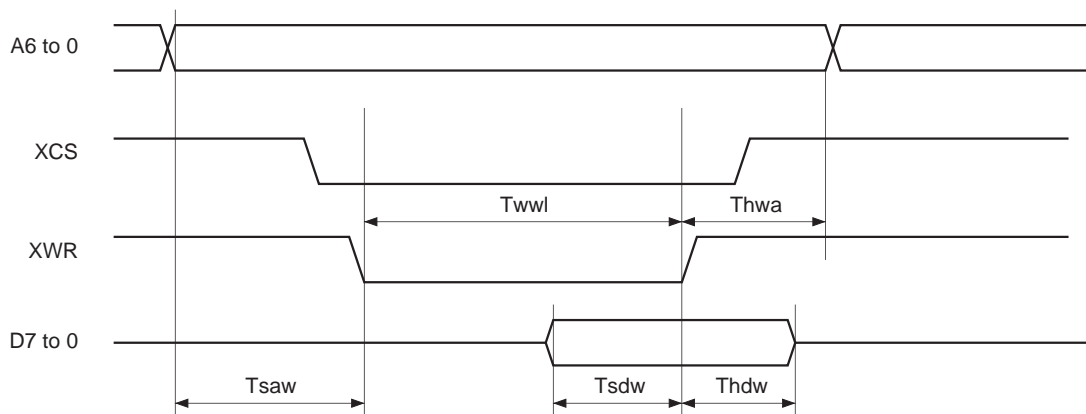 A6 to 0
XCS
Twwl Thwa
XWR
D7 to 0
Tsaw Tsdw Thdw